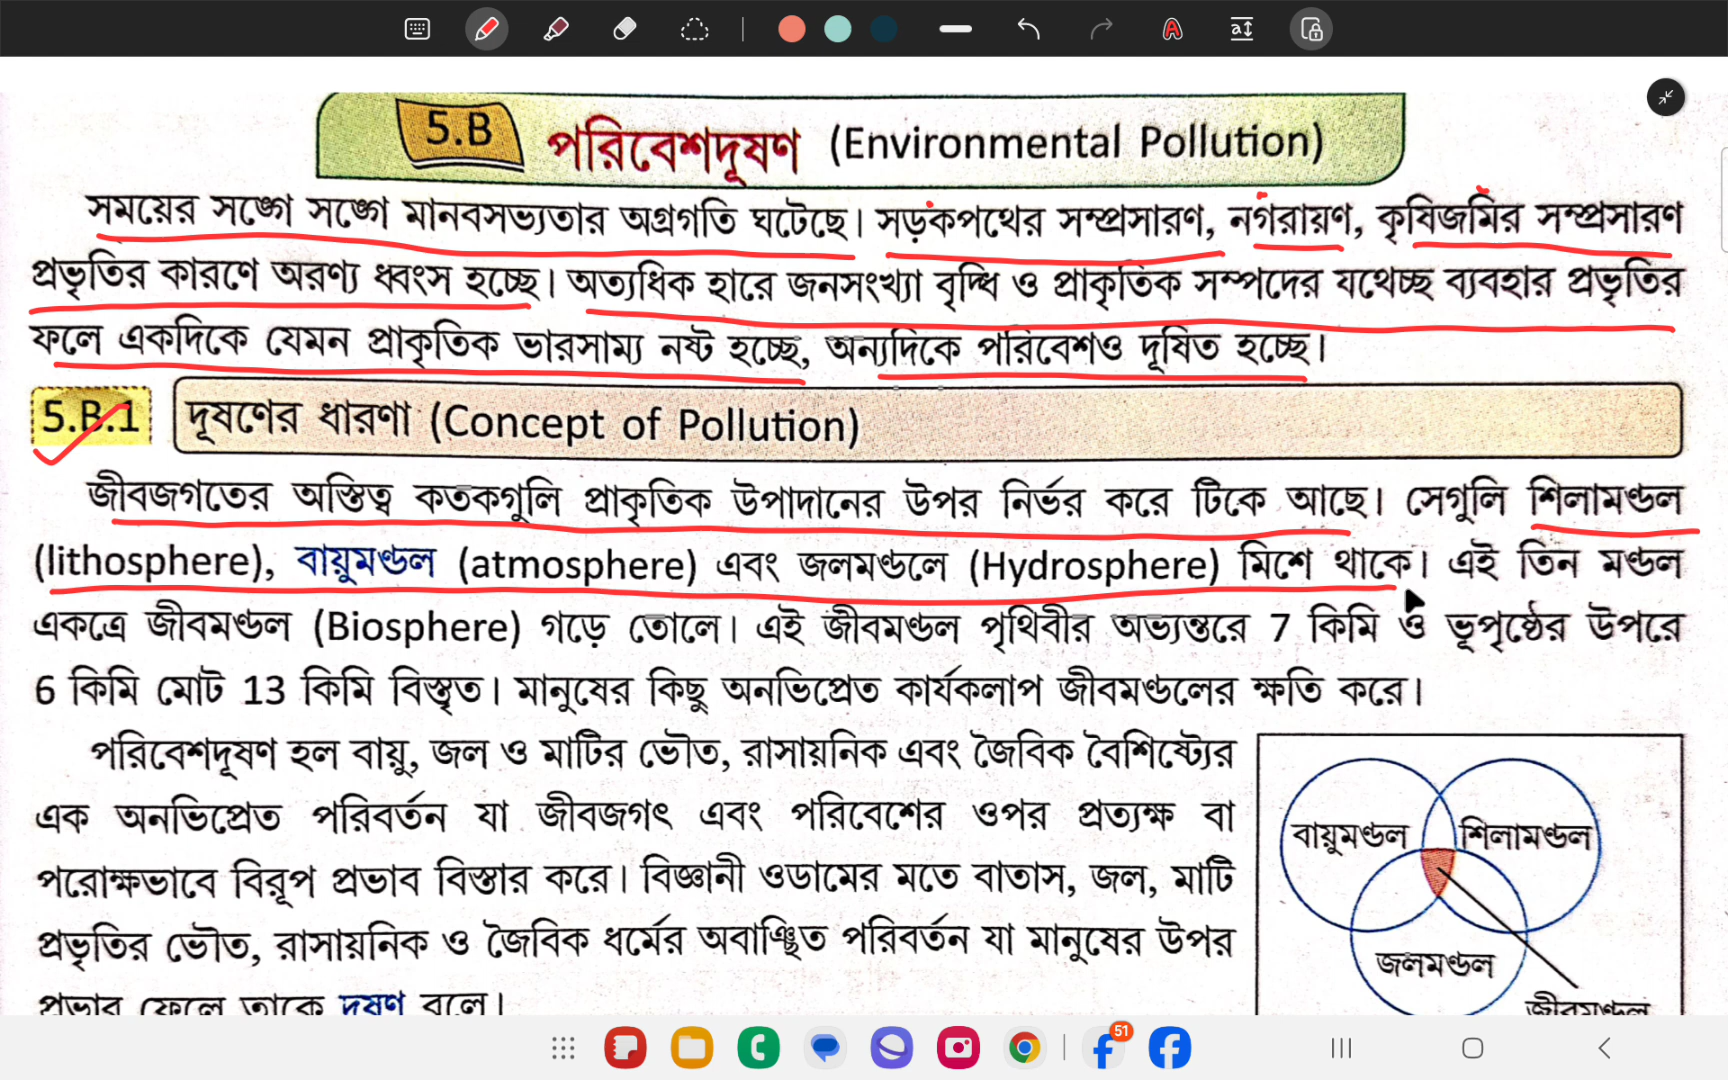 5.B পরিবেশদূষণ (Environmental Pollution)
সময়ের সঙ্গে সঙ্গে মানবসভ্যতার অগ্রগতি ঘটেছে। সড়কপথের সম্প্রসারণ, নগরায়ণ, কৃষিজমির সম্প্রসারণ
প্রভৃতির কারণে অরণ্য ধ্বংস হচ্ছে। অত্যধিক হারে জনসংখ্যা বৃদ্ধি ও প্রাকৃতিক সম্পদের যথেচ্ছ ব্যবহার প্রভৃতির
ফলে একদিকে যেমন প্রাকৃতিক ভারসাম্য নষ্ট হচ্ছে, অন্যদিকে পরিবেশও দূষিত হচ্ছে।
5.B.1 দূষণের ধারণা (Concept of Pollution)
জীবজগতের অস্তিত্ব কতকগুলি প্রাকৃতিক উপাদানের উপর নির্ভর করে টিকে আছে। সেগুলি শিলামণ্ডল
(lithosphere), বায়ুমণ্ডল (atmosphere) এবং জলমণ্ডলে (Hydrosphere) মিশে থাকে। এই তিন মণ্ডল
একত্রে জীবমণ্ডল (Biosphere) গড়ে তোলে। এই জীবমণ্ডল পৃথিবীর অভ্যন্তরে 7 কিমি ও ভূপৃষ্ঠের উপরে
6 কিমি মোট 13 কিমি বিস্তৃত। মানুষের কিছু অনভিপ্রেত কার্যকলাপ জীবমণ্ডলের ক্ষতি করে।
পরিবেশদূষণ হল বায়ু, জল ও মাটির ভৌত, রাসায়নিক এবং জৈবিক বৈশিষ্ট্যের
এক অনভিপ্রেত পরিবর্তন যা জীবজগৎ এবং পরিবেশের ওপর প্রত্যক্ষ বা
পরোক্ষভাবে বিরূপ প্রভাব বিস্তার করে। বিজ্ঞানী ওডামের মতে বাতাস, জল, মাটি
প্রভৃতির ভৌত, রাসায়নিক ও জৈবিক ধর্মের অবাঞ্ছিত পরিবর্তন যা মানুষের উপর
প্রভাব ফেলে তাকে দূষণ বলে।
বায়ুমণ্ডল শিলামণ্ডল
জলমণ্ডল
জীবমণ্ডল
51